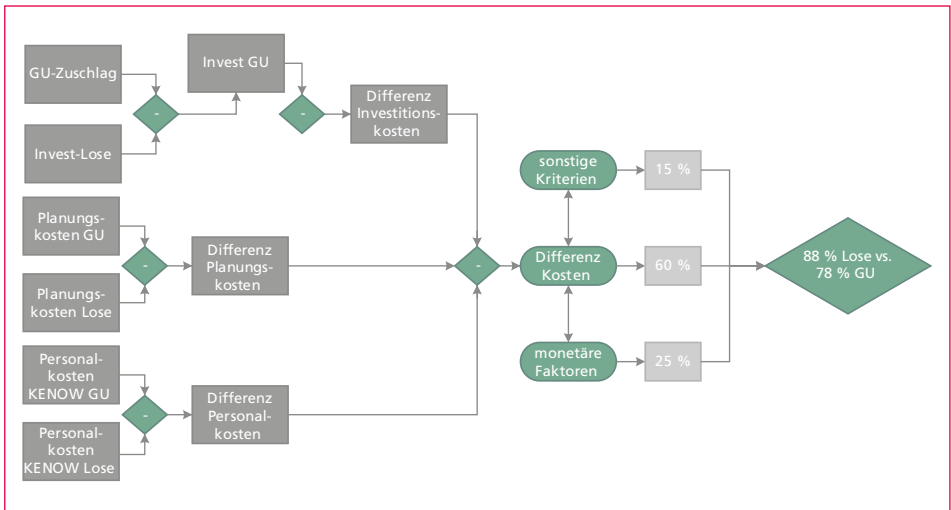 GU-Zuschlag
Invest GU
-
-
Differenz
Investitions-
kosten
Invest-Lose
sonstige
Kriterien
15 %
Planungs-
kosten GU
-
Differenz
Planungs-
kosten
-
Differenz
Kosten
60 %
88 % Lose vs.
78 % GU
Planungs-
kosten Lose
monetäre
Faktoren
25 %
Personal-
kosten
KENOW GU
-
Differenz
Personal-
kosten
Personal-
kosten
KENOW Lose